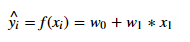 ŷᵢ = f(xᵢ) = w₀ + w₁ * x₁